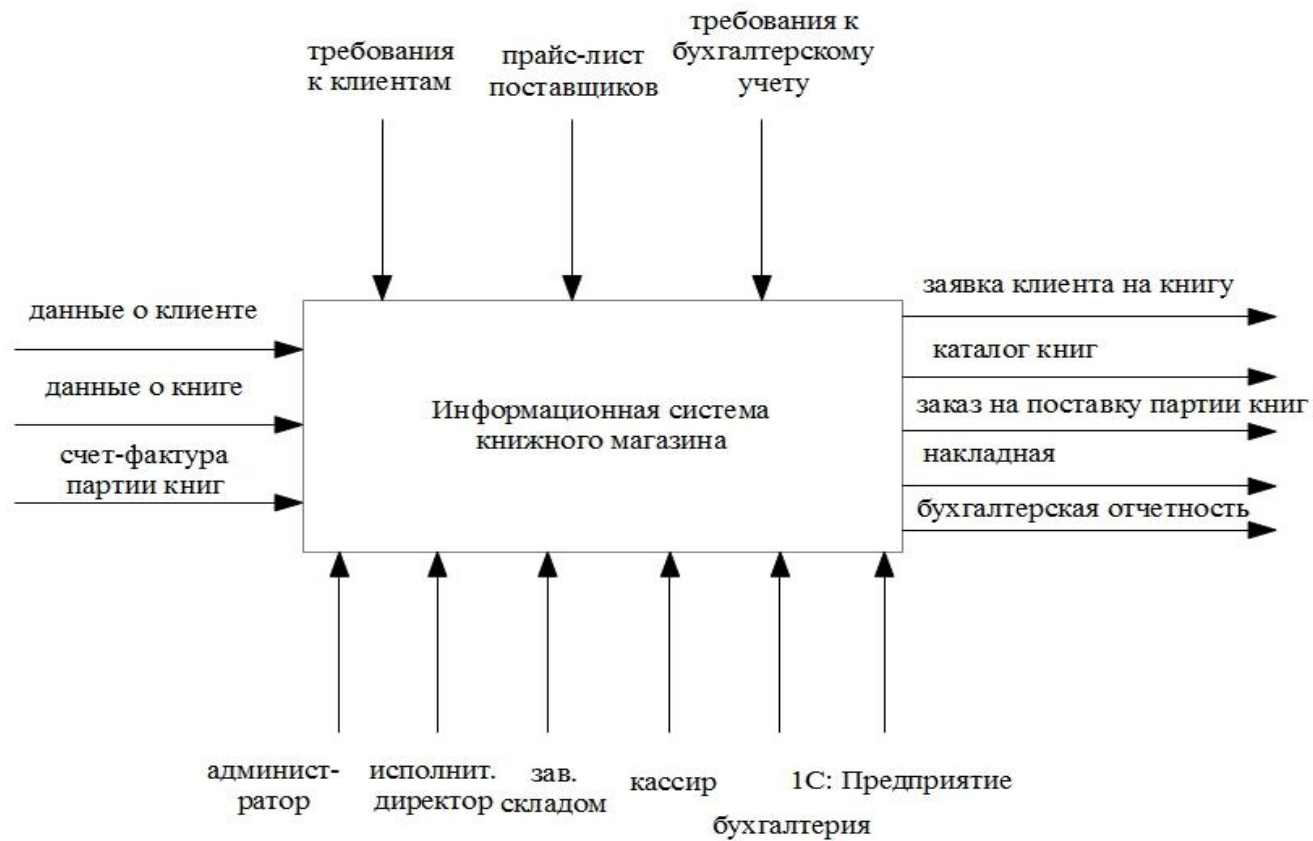 требования
к клиентам
прайс-лист
поставщиков
требования к
бухгалтерскому
учету
данные о клиенте
данные о книге
счет-фактура
партии книг
Информационная система
книжного магазина
заявка клиента на книгу
каталог книг
заказ на поставку партии книг
накладная
бухгалтерская отчетность
админист-
ратор
исполнит.
директор
зав.
складом
кассир
бухгалтерия
1С: Предприятие